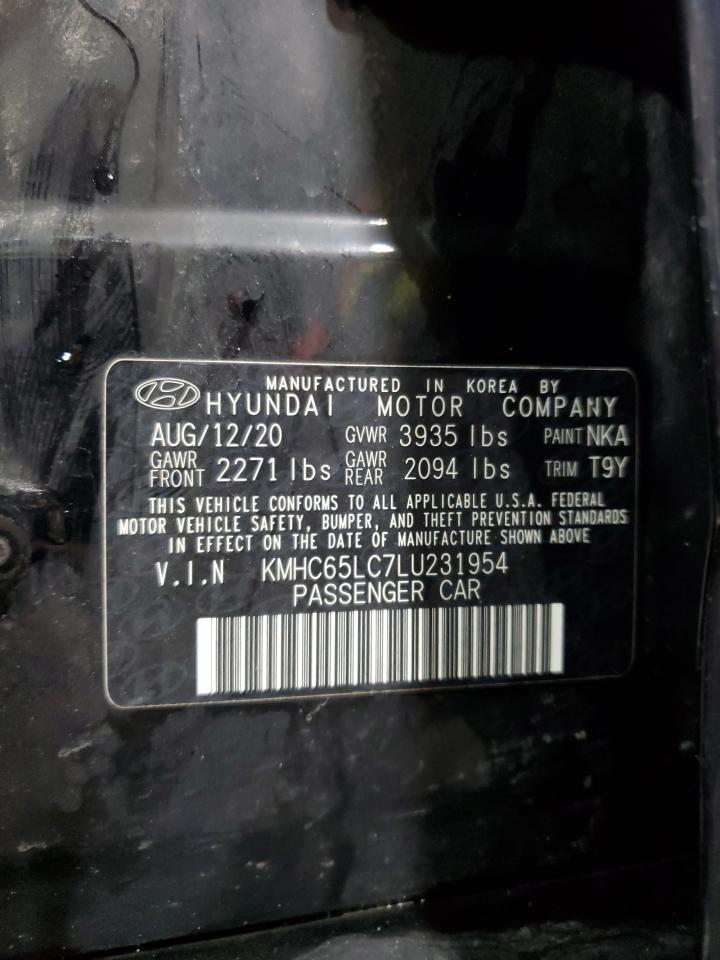 MANUFACTURED IN KOREA BY
HYUNDAI MOTOR COMPANY
AUG/12/20 GVWR 3935 lbs PAINT NKA
GAWR FRONT 2271 lbs GAWR REAR 2094 lbs TRIM T9Y
THIS VEHICLE CONFORMS TO ALL APPLICABLE U.S.A. FEDERAL
MOTOR VEHICLE SAFETY, BUMPER, AND THEFT PREVENTION STANDARDS
IN EFFECT ON THE DATE OF MANUFACTURE SHOWN ABOVE
V.I.N KMHC65LC7LU231954
PASSENGER CAR